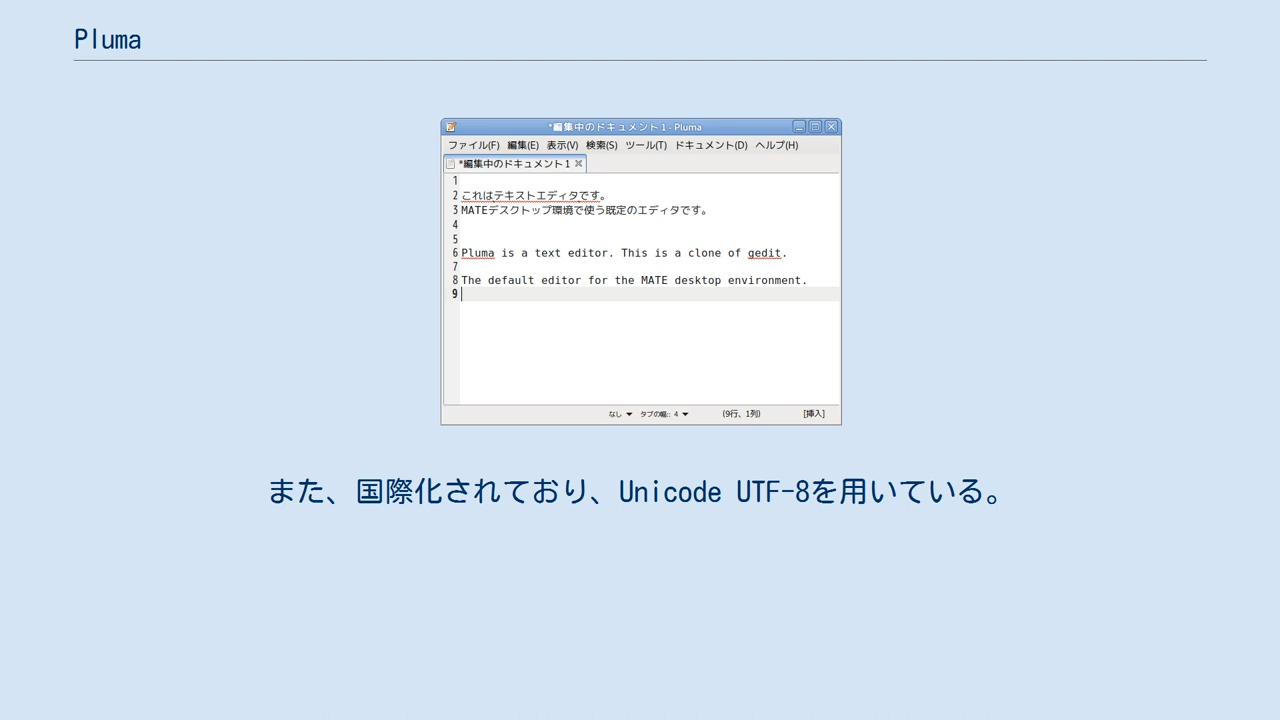 Pluma
*編集中のドキュメント 1 - Pluma
ファイル(F) 編集(E) 表示(V) 検索(S) ツール(T) ドキュメント(D) ヘルプ(H)
*編集中のドキュメント 1
1
2 これはテキストエディタです。
3 MATEデスクトップ環境で使う既定のエディタです。
4
5
6 Pluma is a text editor. This is a clone of gedit.
7
8 The default editor for the MATE desktop environment.
9
なし タブの幅: 4 (9行、1列) [挿入]
また、国際化されており、Unicode UTF-8を用いている。